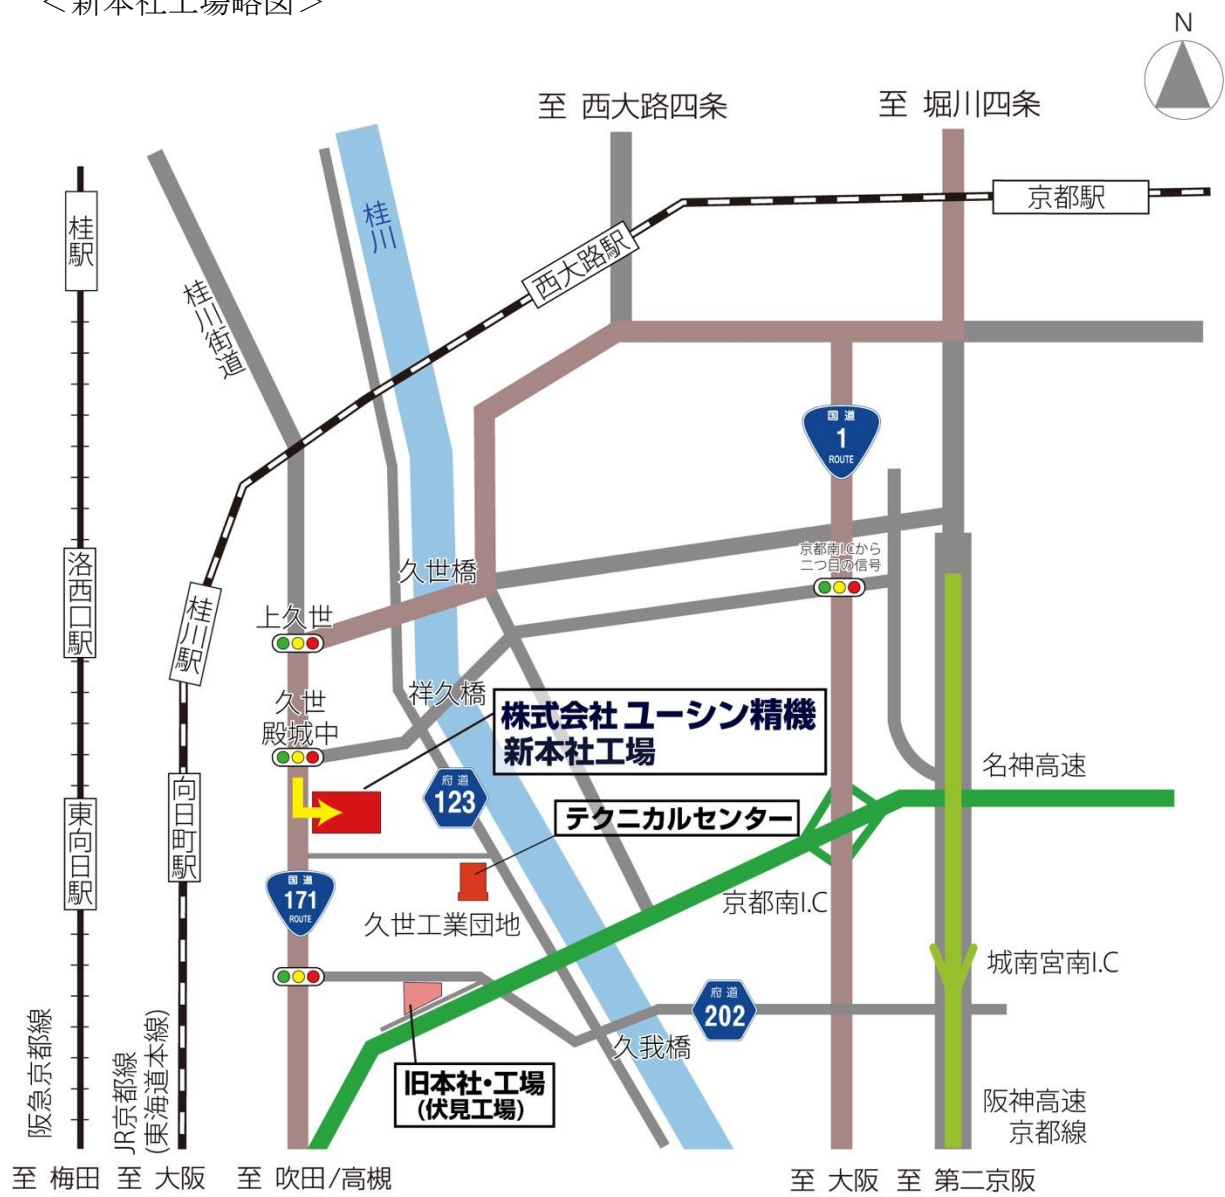 ＜新本社工場略図＞
N
至 西大路四条
至 堀川四条
京都駅
桂駅
桂川
西大路駅
桂川街道
国道
1
ROUTE
京都南I.Cから
二つ目の信号
洛西口駅
久世橋
桂川駅
上久世
祥久橋
久世
殿城中
株式会社 ユーシン精機
新本社工場
名神高速
府道
123
テクニカルセンター
東向日駅
向日町駅
国道
171
ROUTE
久世工業団地
京都南I.C
城南宮南I.C
府道
202
久我橋
阪急京都線
JR京都線
(東海道本線)
旧本社・工場
(伏見工場)
阪神高速
京都線
至 梅田
至 大阪
至 吹田/高槻
至 大阪
至 第二京阪